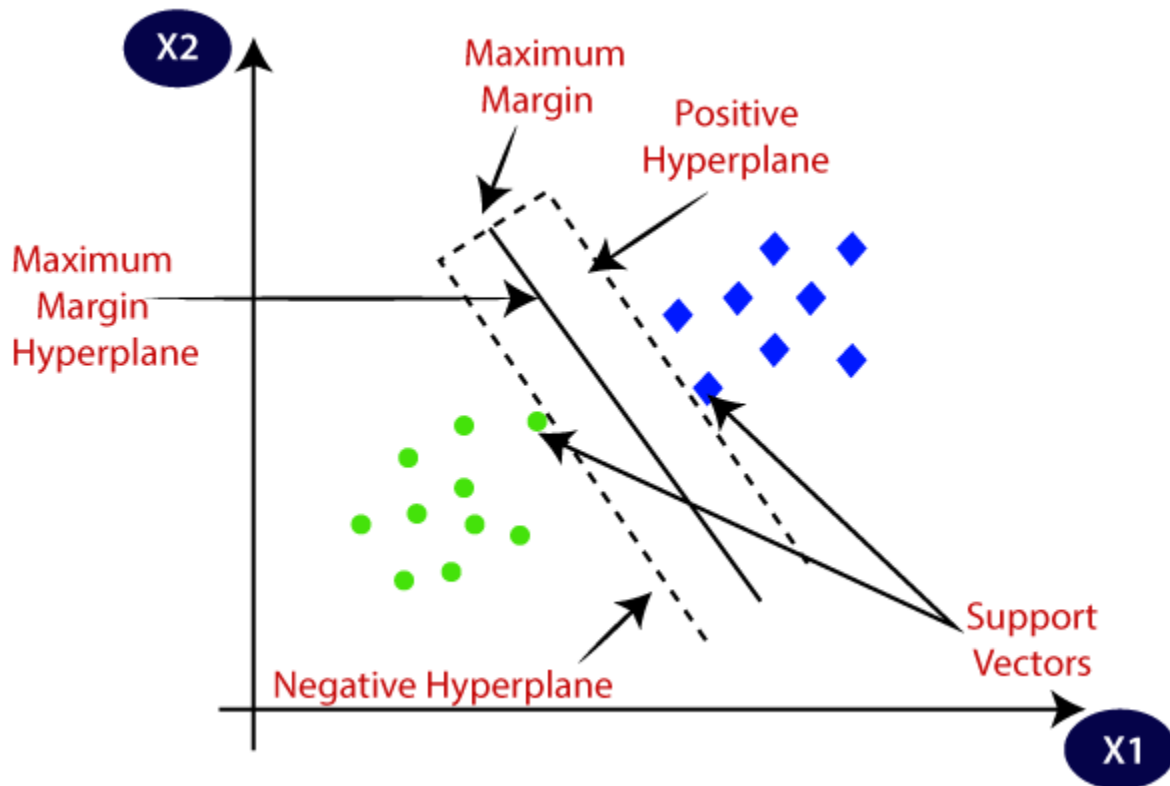 X2
Maximum
Margin
Positive
Hyperplane
Maximum
Margin
Hyperplane
Support
Vectors
Negative Hyperplane
X1